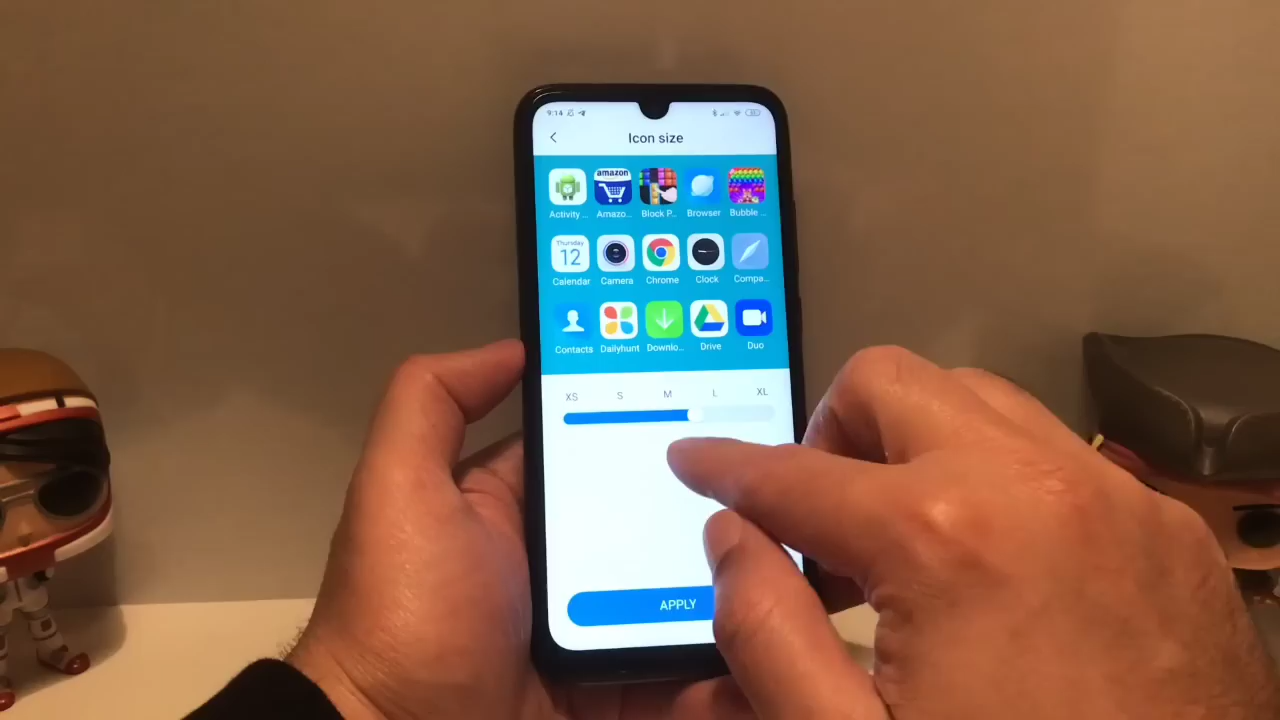 9:14
Icon size
amazon
Activity ... Amazo... Block P.. Browser Bubble ...
Thursday
12
Calendar Camera Chrome Clock Compa...
Contacts Dailyhunt Downlo... Drive Duo
XS S M L XL
APPLY